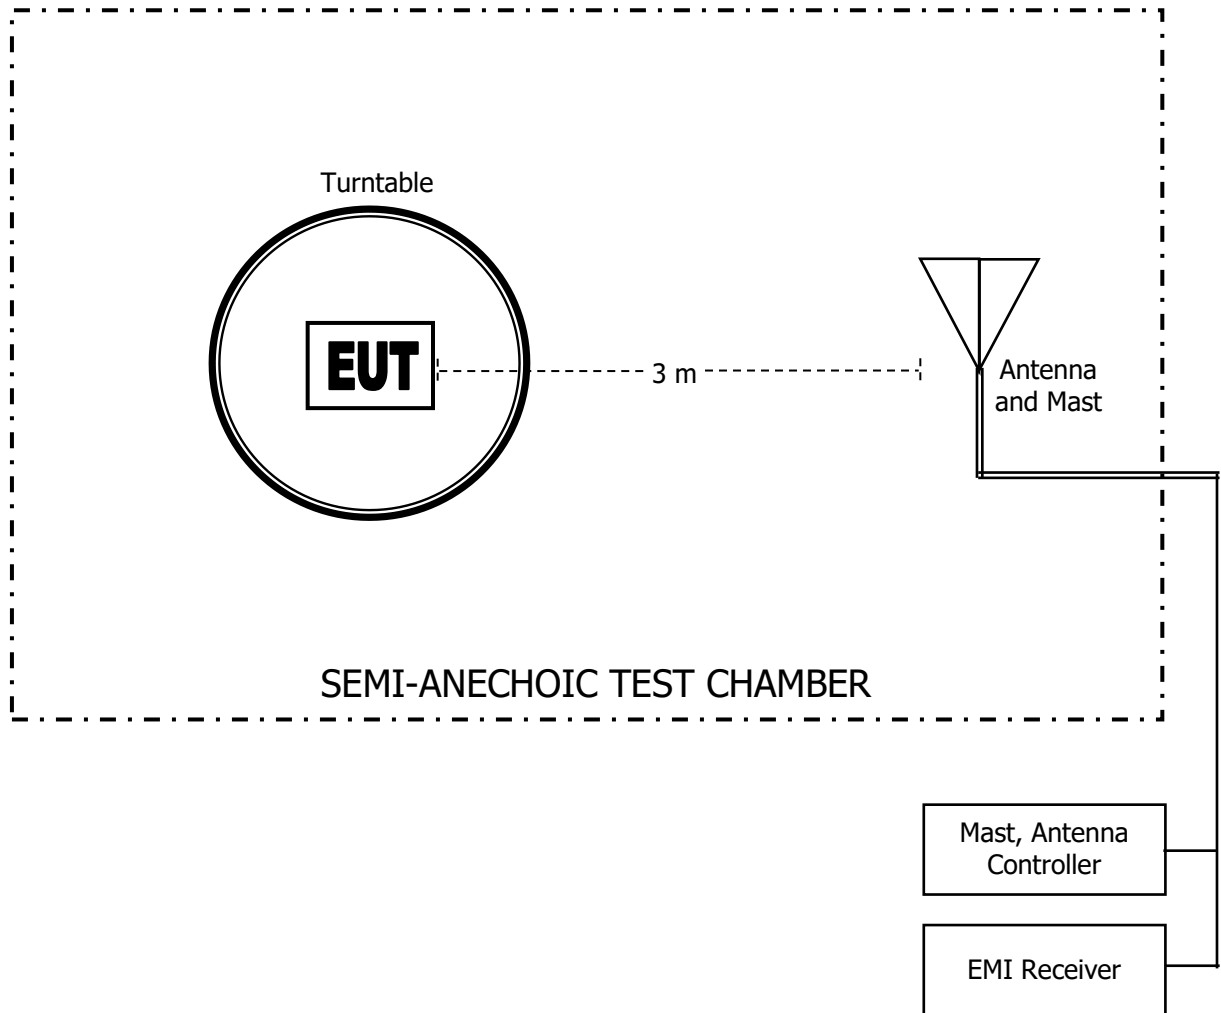 Turntable
EUT
3 m
Antenna
and Mast
SEMI-ANECHOIC TEST CHAMBER
Mast, Antenna
Controller
EMI Receiver